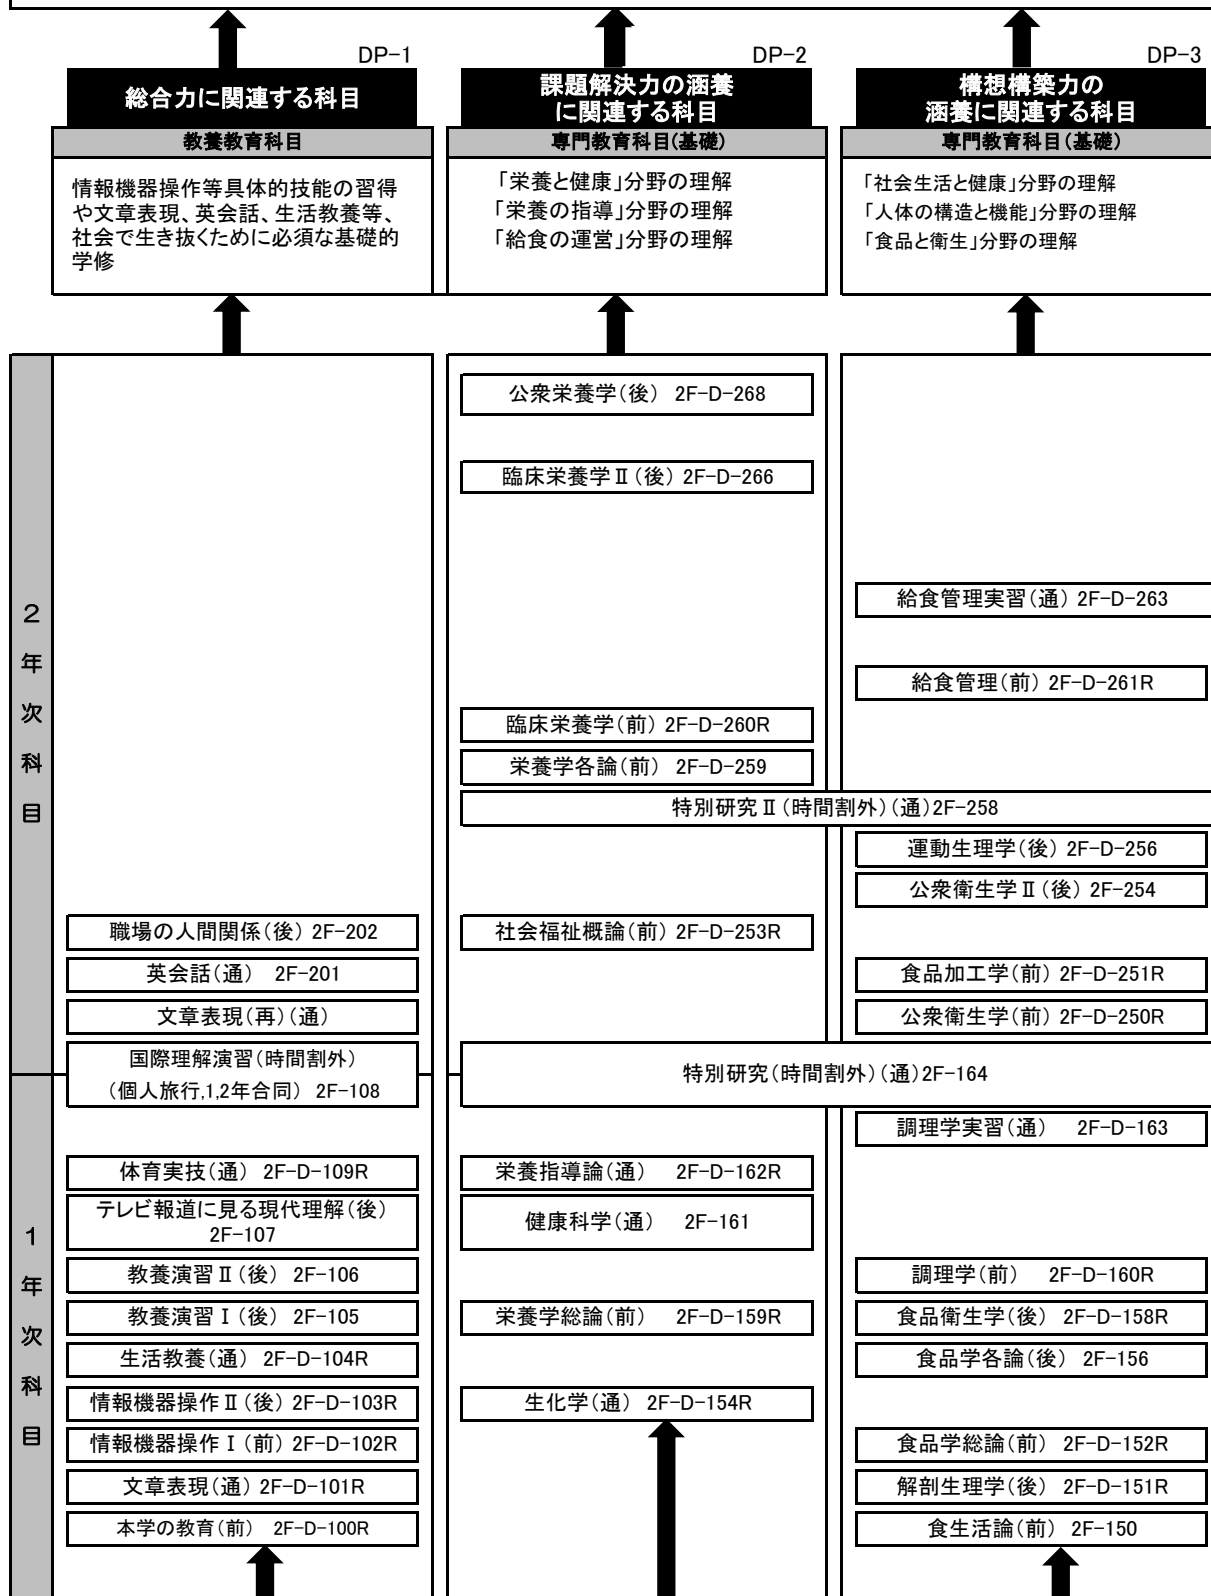 DP-1
総合力に関連する科目
教養教育科目
情報機器操作等具体的技能の習得
や文章表現、英会話、生活教養等、
社会で生き抜くために必須な基礎的
学修
DP-2
課題解決力の涵養
に関連する科目
専門教育科目(基礎)
「栄養と健康」分野の理解
「栄養の指導」分野の理解
「給食の運営」分野の理解
DP-3
構想構築力の
涵養に関連する科目
専門教育科目(基礎)
「社会生活と健康」分野の理解
「人体の構造と機能」分野の理解
「食品と衛生」分野の理解
2
年
次
科
目
公衆栄養学(後) 2F-D-268
臨床栄養学Ⅱ(後) 2F-D-266
給食管理実習(通) 2F-D-263
給食管理(前) 2F-D-261R
臨床栄養学(前) 2F-D-260R
栄養学各論(前) 2F-D-259
特別研究Ⅱ(時間割外)(通)2F-258
運動生理学(後) 2F-D-256
公衆衛生学Ⅱ(後) 2F-254
職場の人間関係(後) 2F-202
社会福祉概論(前) 2F-D-253R
英会話(通) 2F-201
食品加工学(前) 2F-D-251R
文章表現(再)(通)
公衆衛生学(前) 2F-D-250R
国際理解演習(時間割外)
(個人旅行,1,2年合同) 2F-108
特別研究(時間割外)(通)2F-164
1
年
次
科
目
調理学実習(通) 2F-D-163
体育実技(通) 2F-D-109R
栄養指導論(通) 2F-D-162R
テレビ報道に見る現代理解(後)
2F-107
健康科学(通) 2F-161
教養演習Ⅱ(後) 2F-106
調理学(前) 2F-D-160R
教養演習Ⅰ(後) 2F-105
栄養学総論(前) 2F-D-159R
食品衛生学(後) 2F-D-158R
生活教養(通) 2F-D-104R
食品学各論(後) 2F-156
情報機器操作Ⅱ(後) 2F-D-103R
生化学(通) 2F-D-154R
情報機器操作Ⅰ(前) 2F-D-102R
食品学総論(前) 2F-D-152R
文章表現(通) 2F-D-101R
解剖生理学(後) 2F-D-151R
本学の教育(前) 2F-D-100R
食生活論(前) 2F-150